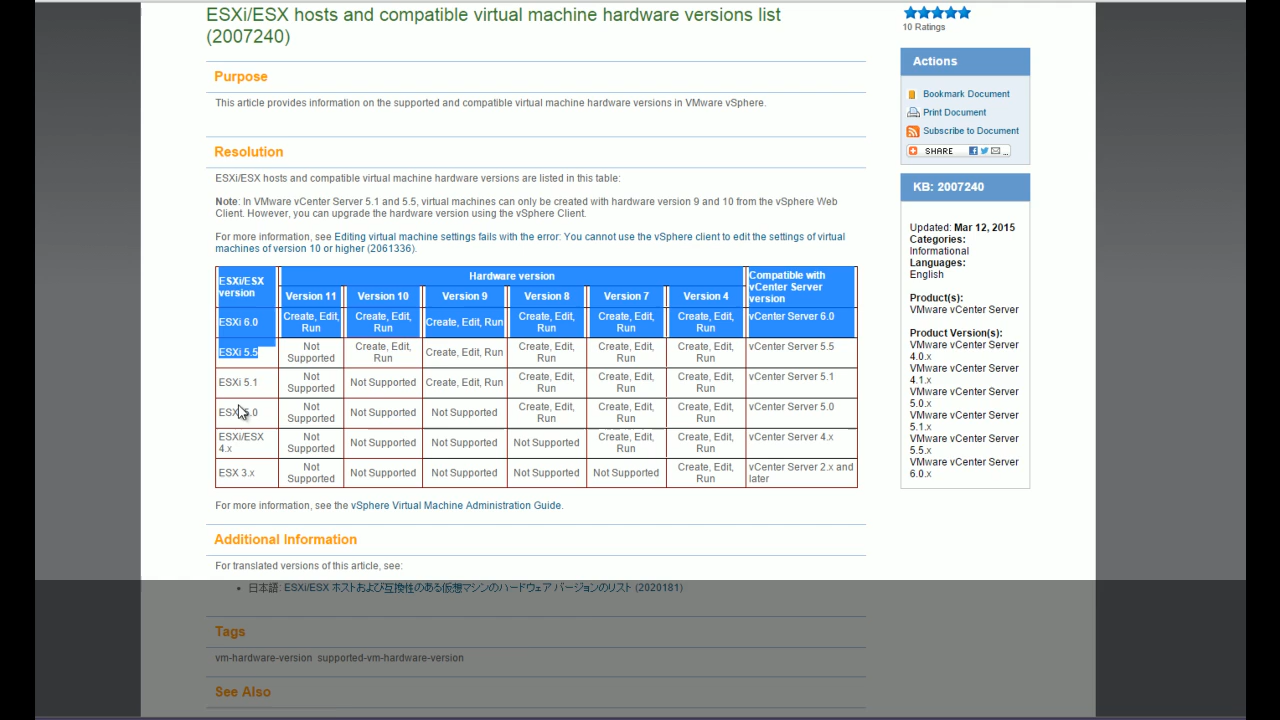 ESXi/ESX hosts and compatible virtual machine hardware versions list
(2007240)
10 Ratings
Purpose
This article provides information on the supported and compatible virtual machine hardware versions in VMware vSphere.
Resolution
ESXi/ESX hosts and compatible virtual machine hardware versions are listed in this table:
Note: In VMware vCenter Server 5.1 and 5.5, virtual machines can only be created with hardware version 9 and 10 from the vSphere Web
Client. However, you can upgrade the hardware version using the vSphere Client.
For more information, see Editing virtual machine settings fails with the error: You cannot use the vSphere client to edit the settings of virtual
machines of version 10 or higher (2061336).
ESXi/ESX version Hardware version Compatible with vCenter Server version
Version 11 Version 10 Version 9 Version 8 Version 7 Version 4
ESXi 6.0 Create, Edit, Run Create, Edit, Run Create, Edit, Run Create, Edit, Run Create, Edit, Run Create, Edit, Run vCenter Server 6.0
ESXi 5.5 Not Supported Create, Edit, Run Create, Edit, Run Create, Edit, Run Create, Edit, Run Create, Edit, Run vCenter Server 5.5
ESXi 5.1 Not Supported Not Supported Create, Edit, Run Create, Edit, Run Create, Edit, Run Create, Edit, Run vCenter Server 5.1
5.0 Not Supported Not Supported Not Supported Create, Edit, Run Create, Edit, Run Create, Edit, Run vCenter Server 5.0
ESXi/ESX 4.x Not Supported Not Supported Not Supported Not Supported Create, Edit, Run Create, Edit, Run vCenter Server 4.x
ESX 3.x Not Supported Not Supported Not Supported Not Supported Not Supported Create, Edit, Run vCenter Server 2.x and later
For more information, see the vSphere Virtual Machine Administration Guide.
Additional Information
For translated versions of this article, see:
• 日本語: ESXi/ESX ホストおよび互換性のある仮想マシンのハードウェア バージョンのリスト (2020181)
Tags
vm-hardware-version supported-vm-hardware-version
See Also
Actions
Bookmark Document
Print Document
Subscribe to Document
SHARE
KB: 2007240
Updated: Mar 12, 2015
Categories:
Informational
Languages:
English
Product(s):
VMware vCenter Server
Product Version(s):
VMware vCenter Server
4.0.x
VMware vCenter Server
4.1.x
VMware vCenter Server
5.0.x
VMware vCenter Server
5.1.x
VMware vCenter Server
5.5.x
VMware vCenter Server
6.0.x